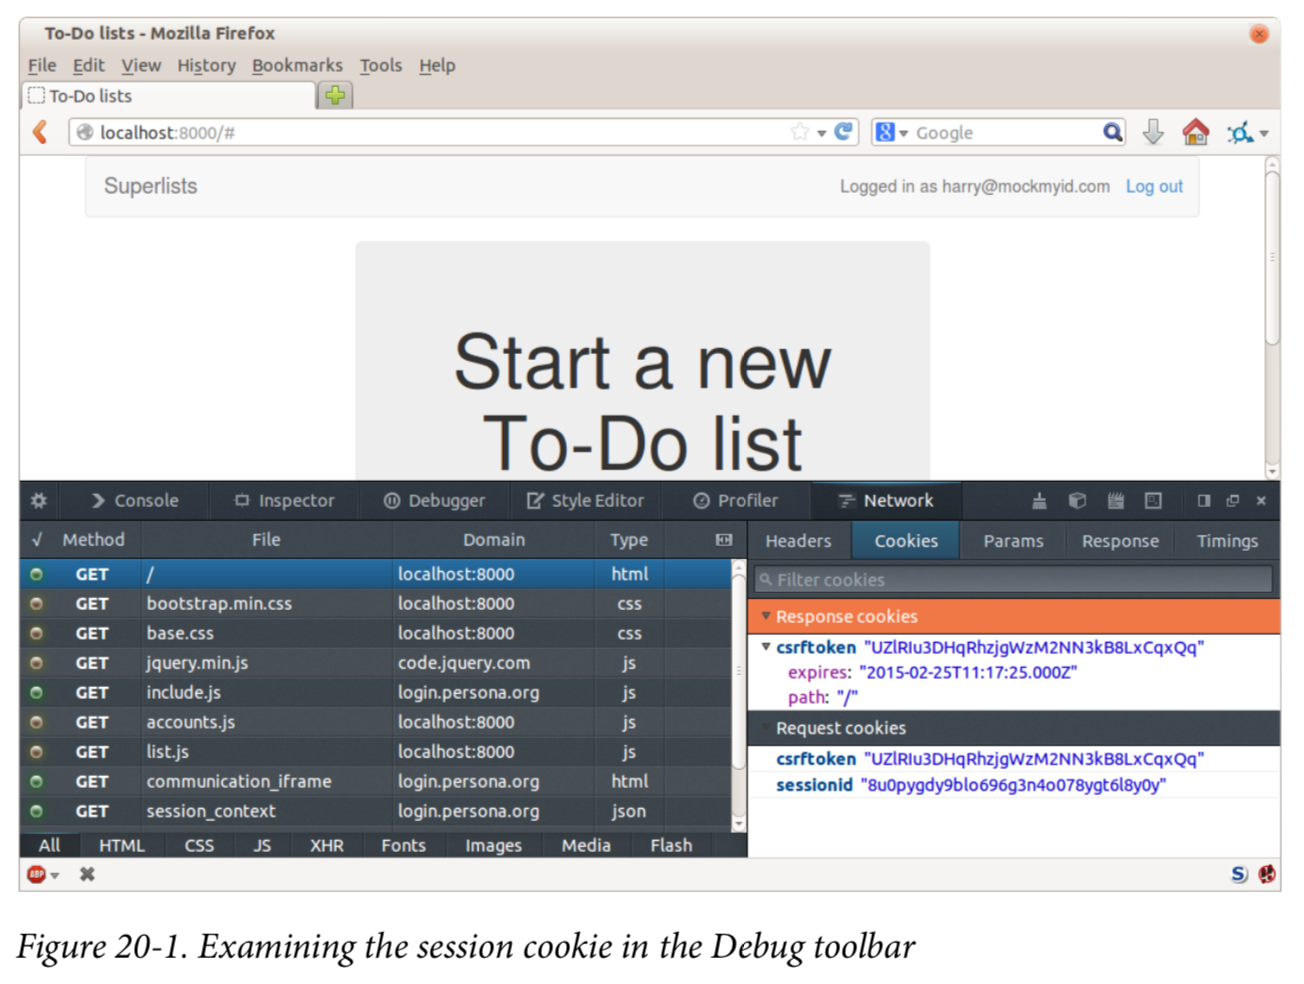 To-Do lists - Mozilla Firefox
File Edit View History Bookmarks Tools Help
To-Do lists
localhost:8000/#
Google
Superlists
Logged in as harry@mockmyid.com Log out
Start a new
To-Do list
Console Inspector Debugger Style Editor Profiler Network
√ Method File Domain Type
Headers Cookies Params Response Timings
GET / localhost:8000 html
GET bootstrap.min.css localhost:8000 css
GET base.css localhost:8000 css
GET jquery.min.js code.jquery.com js
GET include.js login.persona.org js
GET accounts.js localhost:8000 js
GET list.js localhost:8000 js
GET communication_iframe login.persona.org html
GET session_context login.persona.org json
All HTML CSS JS XHR Fonts Images Media Flash
Filter cookies
Response cookies
csrftoken "UZlRIu3DHqRhzjgWzM2NN3kB8LxCqxQq"
expires: "2015-02-25T11:17:25.000Z"
path: "/"
Request cookies
csrftoken "UZlRIu3DHqRhzjgWzM2NN3kB8LxCqxQq"
sessionid "8u0pygdy9blo696g3n4o078ygt6l8y0y"
ABP
S
Figure 20-1. Examining the session cookie in the Debug toolbar